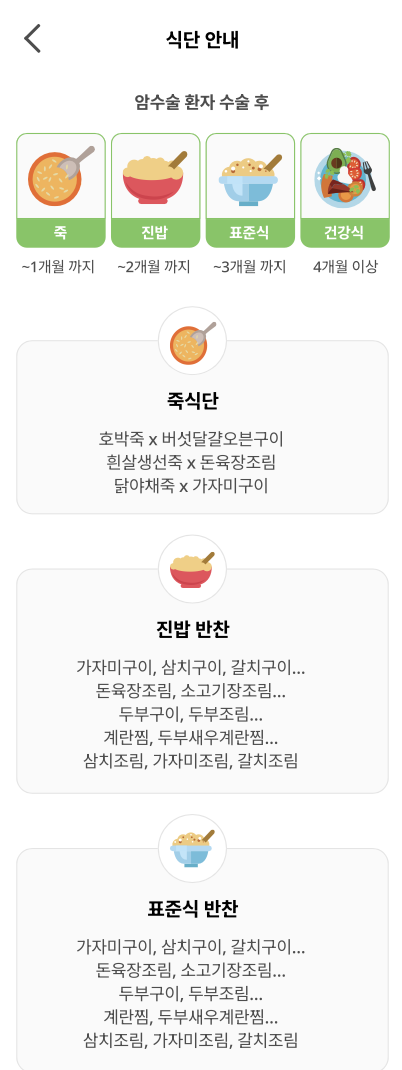 식단 안내
암수술 환자 수술 후
죽
진밥
표준식
건강식
~1개월 까지
~2개월 까지
~3개월 까지
4개월 이상
죽식단
호박죽 x 버섯달걀오븐구이
흰살생선죽 x 돈육장조림
닭야채죽 x 가자미구이
진밥 반찬
가자미구이, 삼치구이, 갈치구이...
돈육장조림, 소고기장조림...
두부구이, 두부조림...
계란찜, 두부새우계란찜...
삼치조림, 가자미조림, 갈치조림
표준식 반찬
가자미구이, 삼치구이, 갈치구이...
돈육장조림, 소고기장조림...
두부구이, 두부조림...
계란찜, 두부새우계란찜...
삼치조림, 가자미조림, 갈치조림